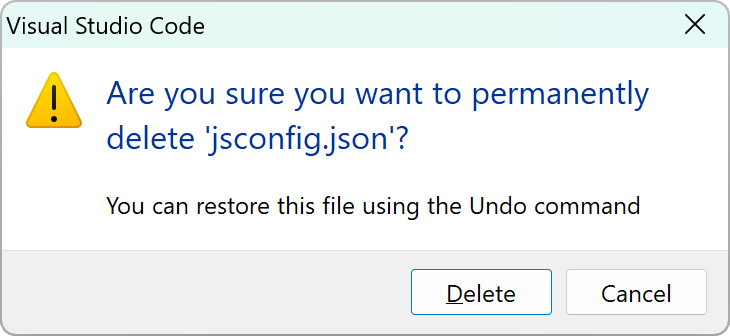 Visual Studio Code
Are you sure you want to permanently
delete 'jsconfig.json'?
You can restore this file using the Undo command
Delete
Cancel